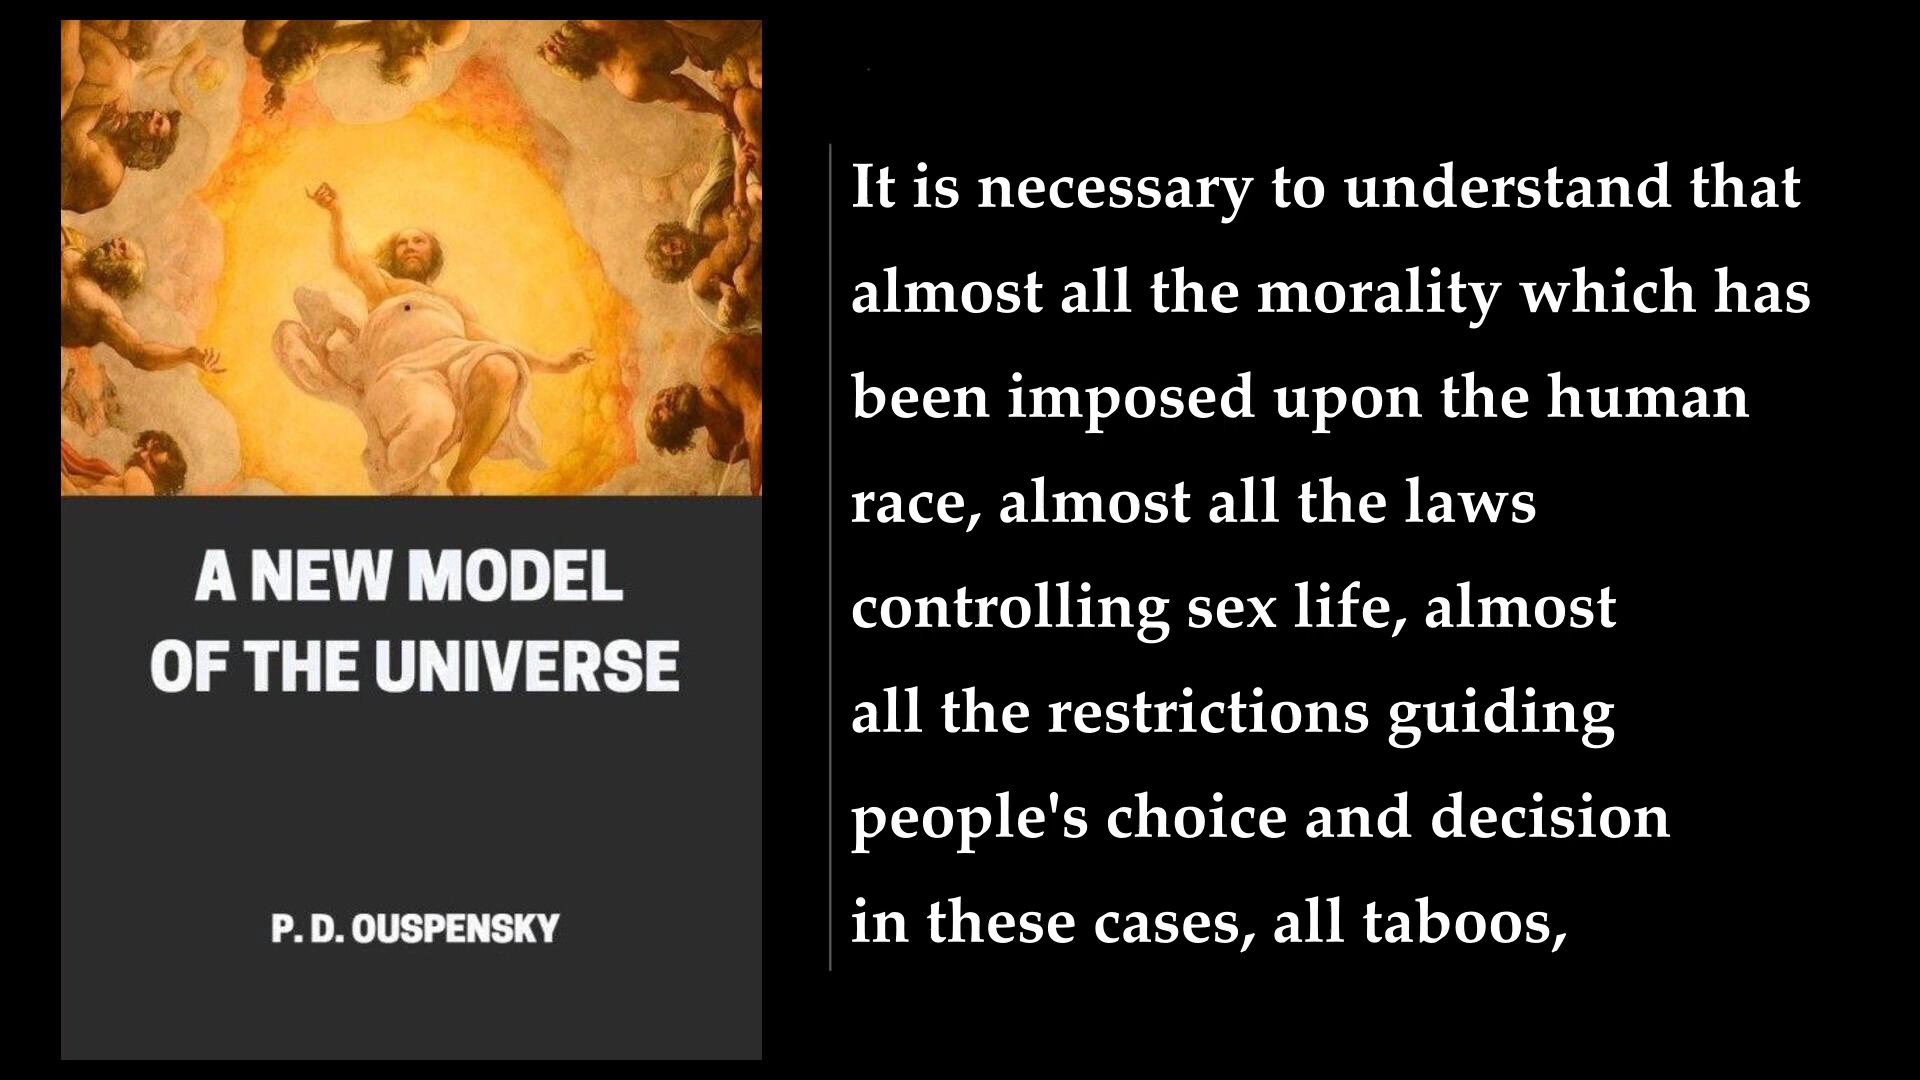 A NEW MODEL
OF THE UNIVERSE
P. D. OUSPENSKY
It is necessary to understand that
almost all the morality which has
been imposed upon the human
race, almost all the laws
controlling sex life, almost
all the restrictions guiding
people's choice and decision
in these cases, all taboos,